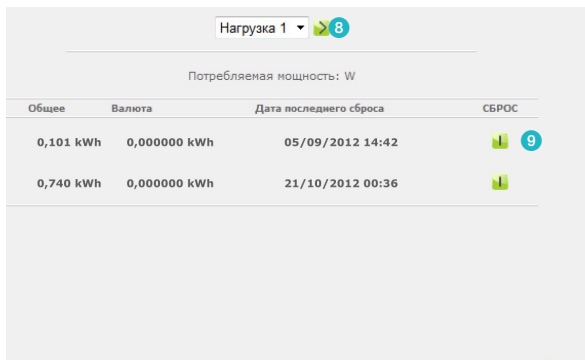 Нагрузка 1 8
Потребляемая мощность: W
Общее Валюта Дата последнего сброса СБРОС
0,101 kWh 0,000000 kWh 05/09/2012 14:42 9
0,740 kWh 0,000000 kWh 21/10/2012 00:36